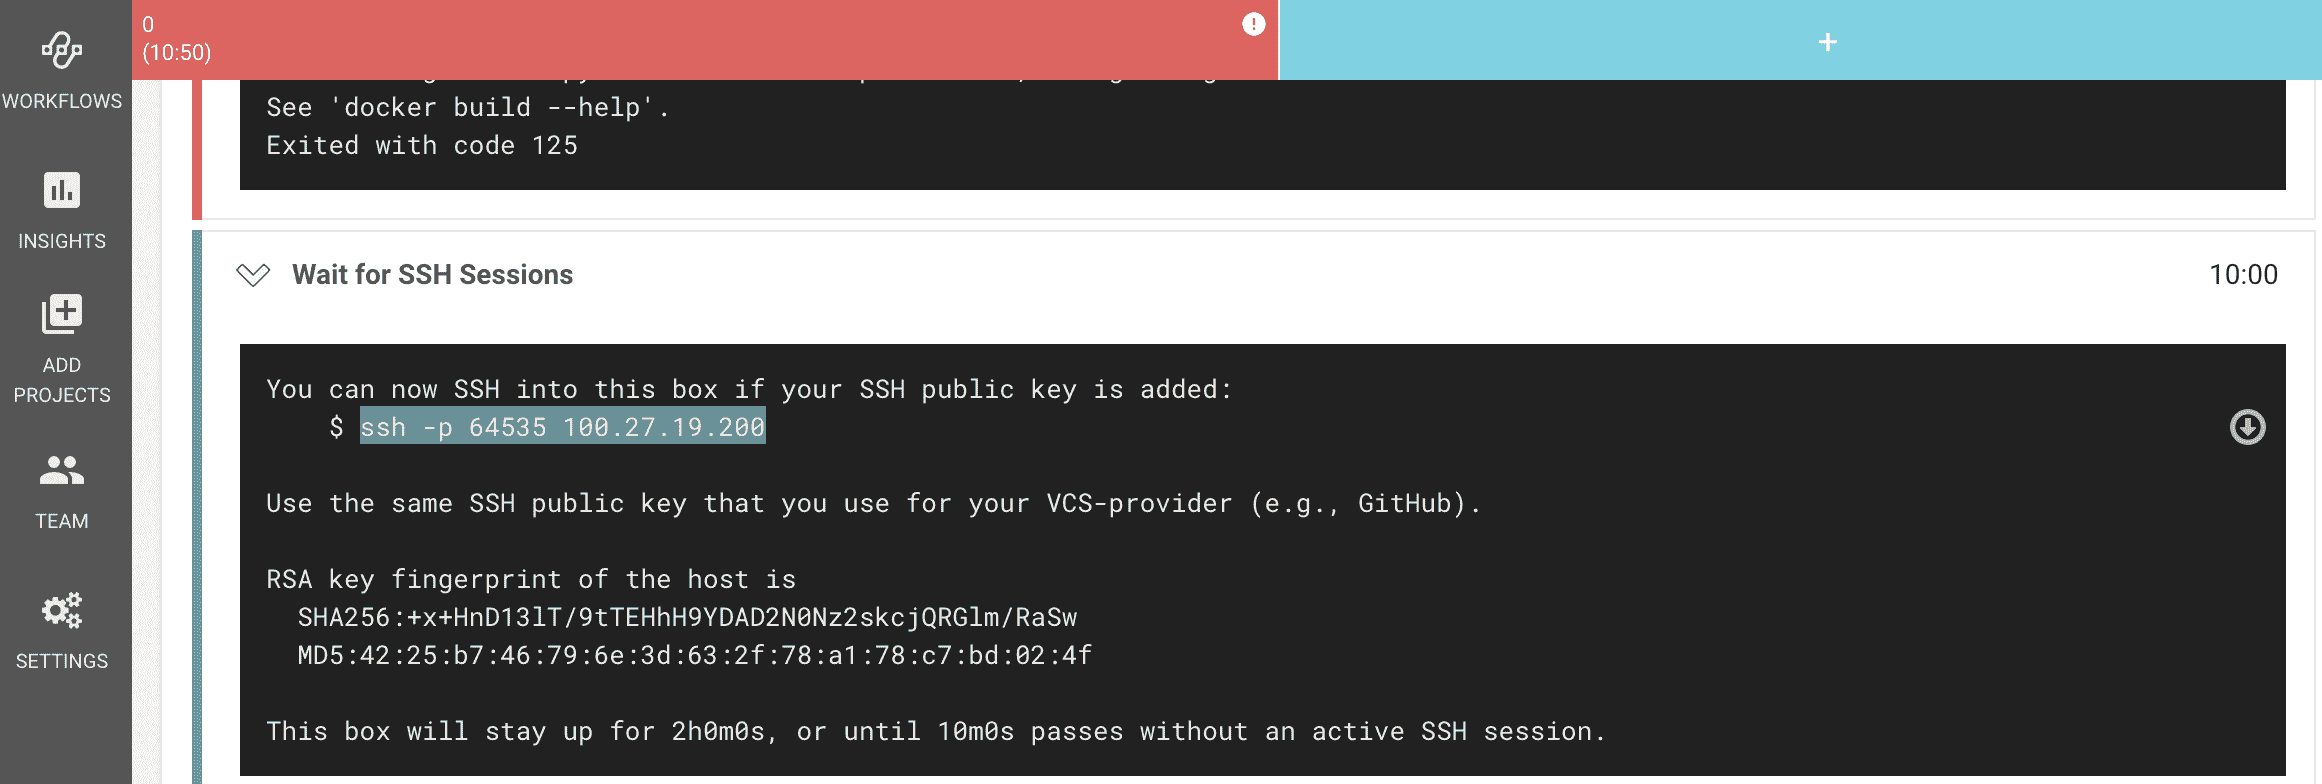 WORKFLOWS
INSIGHTS
ADD
PROJECTS
TEAM
SETTINGS
0
(10:50)
!
+
See 'docker build --help'.
Exited with code 125
Wait for SSH Sessions
10:00
You can now SSH into this box if your SSH public key is added:
$ ssh -p 64535 100.27.19.200
Use the same SSH public key that you use for your VCS-provider (e.g., GitHub).
RSA key fingerprint of the host is
SHA256:+x+HnD13lT/9tTEHhH9YDAD2N0Nz2skcjQRGlm/RaSw
MD5:42:25:b7:46:79:6e:3d:63:2f:78:a1:78:c7:bd:02:4f
This box will stay up for 2h0m0s, or until 10m0s passes without an active SSH session.